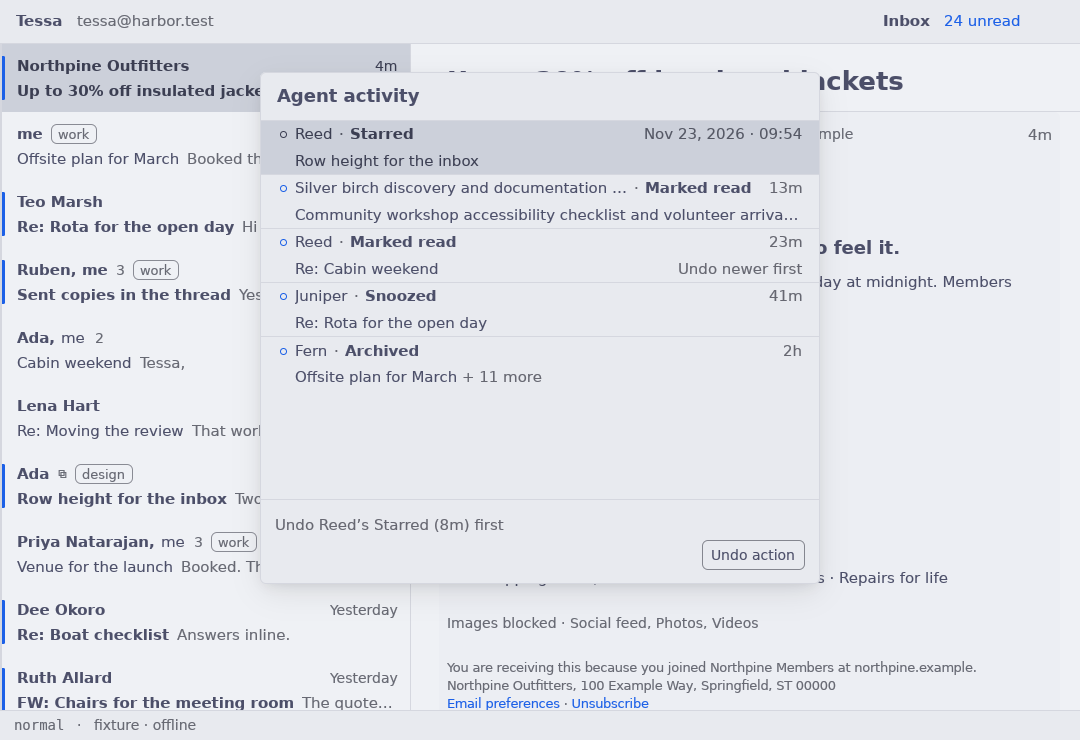 Tessa tessa@harbor.test Inbox 24 unread
Northpine Outfitters 4m
Up to 30% off insulated jacke
ackets
Agent activity
Reed · Starred Nov 23, 2026 · 09:54
Row height for the inbox
Silver birch discovery and documentation … · Marked read 13m
Community workshop accessibility checklist and volunteer arriva…
Reed · Marked read 23m
Re: Cabin weekend Undo newer first
Juniper · Snoozed 41m
Re: Rota for the open day
Fern · Archived 2h
Offsite plan for March + 11 more
Undo Reed’s Starred (8m) first
Undo action
me work
Offsite plan for March Booked th
Teo Marsh
Re: Rota for the open day Hi
Ruben, me 3 work
Sent copies in the thread Yes
Ada, me 2
Cabin weekend Tessa,
Lena Hart
Re: Moving the review That worl
Ada design
Row height for the inbox Two
Priya Natarajan, me 3 work
Venue for the launch Booked. Th
Dee Okoro Yesterday
Re: Boat checklist Answers inline.
Ruth Allard Yesterday
FW: Chairs for the meeting room The quote…
mple 4m
o feel it.
day at midnight. Members
s · Repairs for life
Images blocked · Social feed, Photos, Videos
You are receiving this because you joined Northpine Members at northpine.example.
Northpine Outfitters, 100 Example Way, Springfield, ST 00000
Email preferences · Unsubscribe
normal · fixture · offline